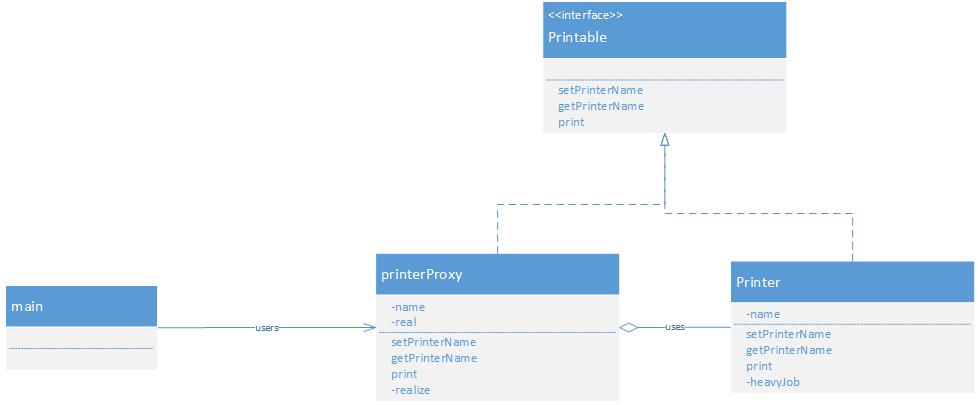 <<interface>>
Printable
setPrinterName
getPrinterName
print
main
users
printerProxy
-name
-real
setPrinterName
getPrinterName
print
-realize
uses
Printer
-name
setPrinterName
getPrinterName
print
-heavyJob